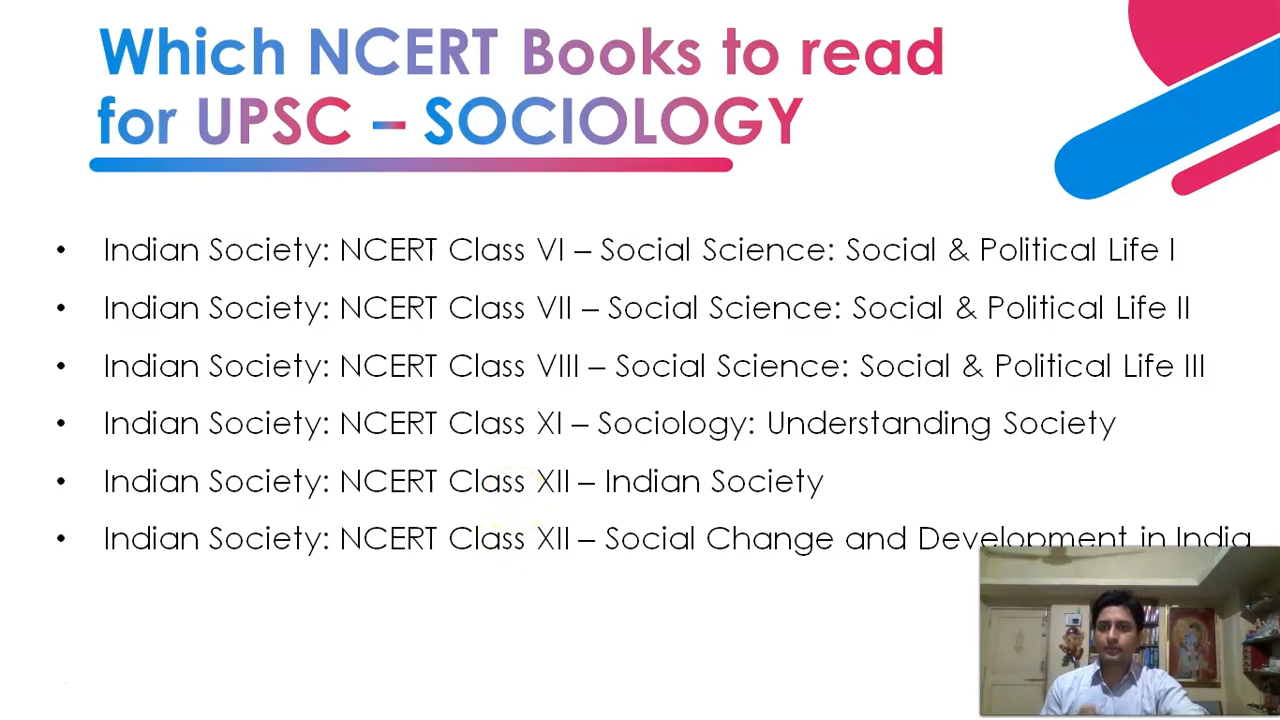 Which NCERT Books to read
for UPSC – SOCIOLOGY
• Indian Society: NCERT Class VI – Social Science: Social & Political Life I
• Indian Society: NCERT Class VII – Social Science: Social & Political Life II
• Indian Society: NCERT Class VIII – Social Science: Social & Political Life III
• Indian Society: NCERT Class XI – Sociology: Understanding Society
• Indian Society: NCERT Class XII – Indian Society
• Indian Society: NCERT Class XII – Social Change and Development in India